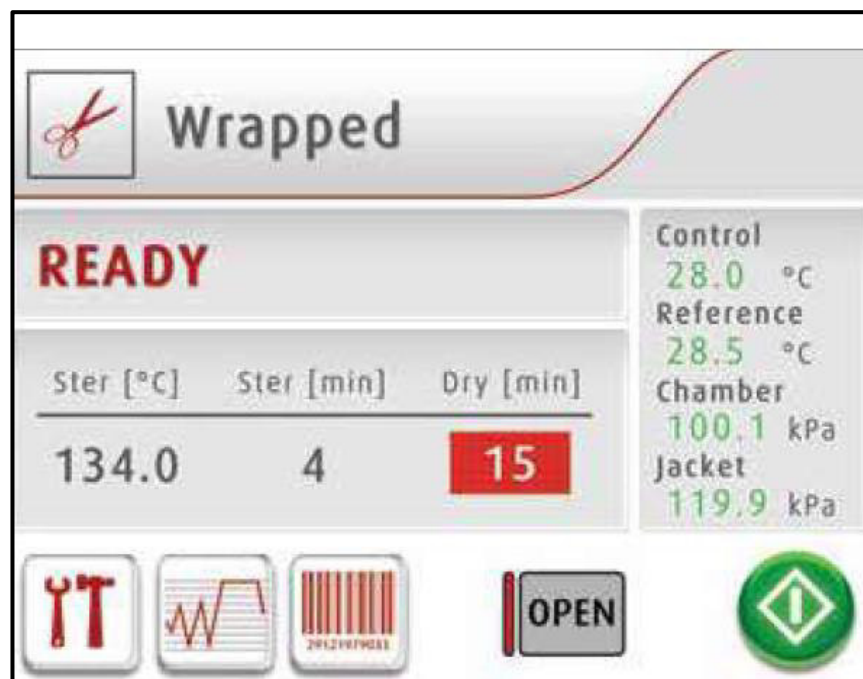 Wrapped
READY
Ster [°C] Ster [min] Dry [min]
134.0 4 15
Control
28.0 °C
Reference
28.5 °C
Chamber
100.1 kPa
Jacket
119.9 kPa
OPEN